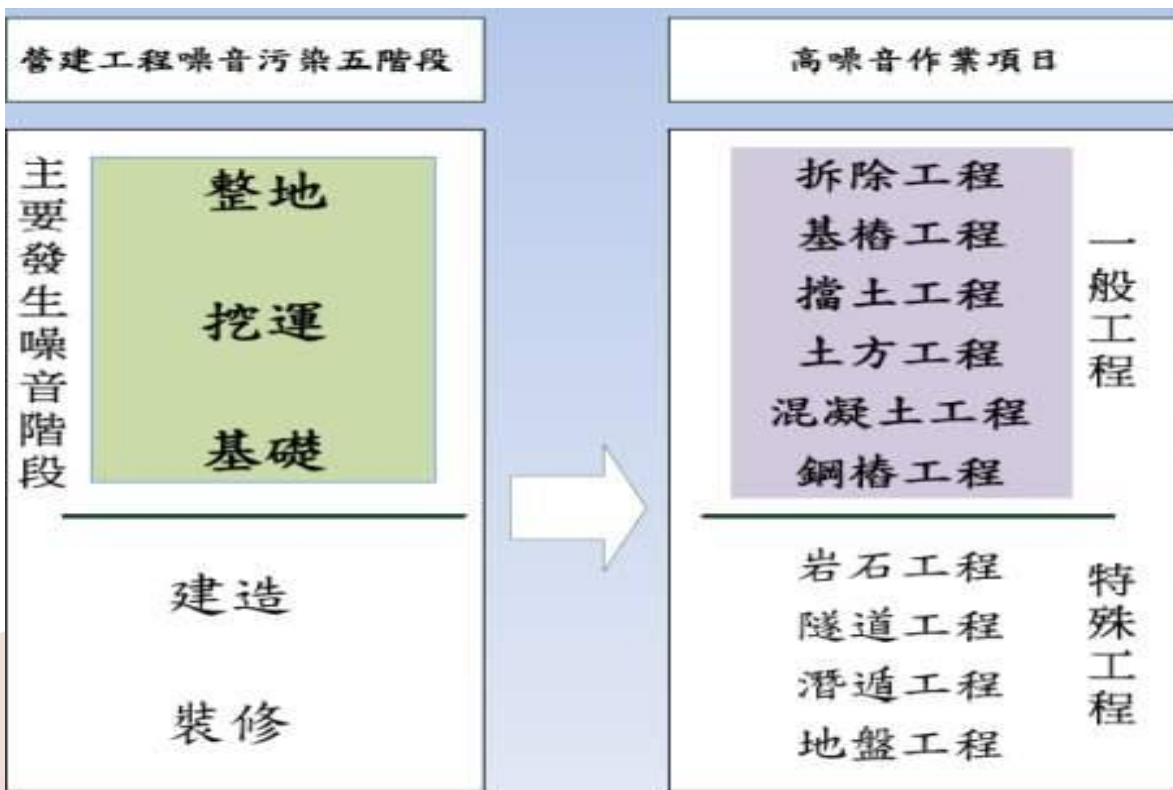 營建工程噪音污染五階段
主要發生噪音階段
整地
挖運
基礎
建造
裝修
高噪音作業項日
拆除工程
基樁工程
擋土工程
土方工程
混凝土工程
鋼樁工程
一般工程
岩石工程
隧道工程
潛遁工程
地盤工程
特殊工程